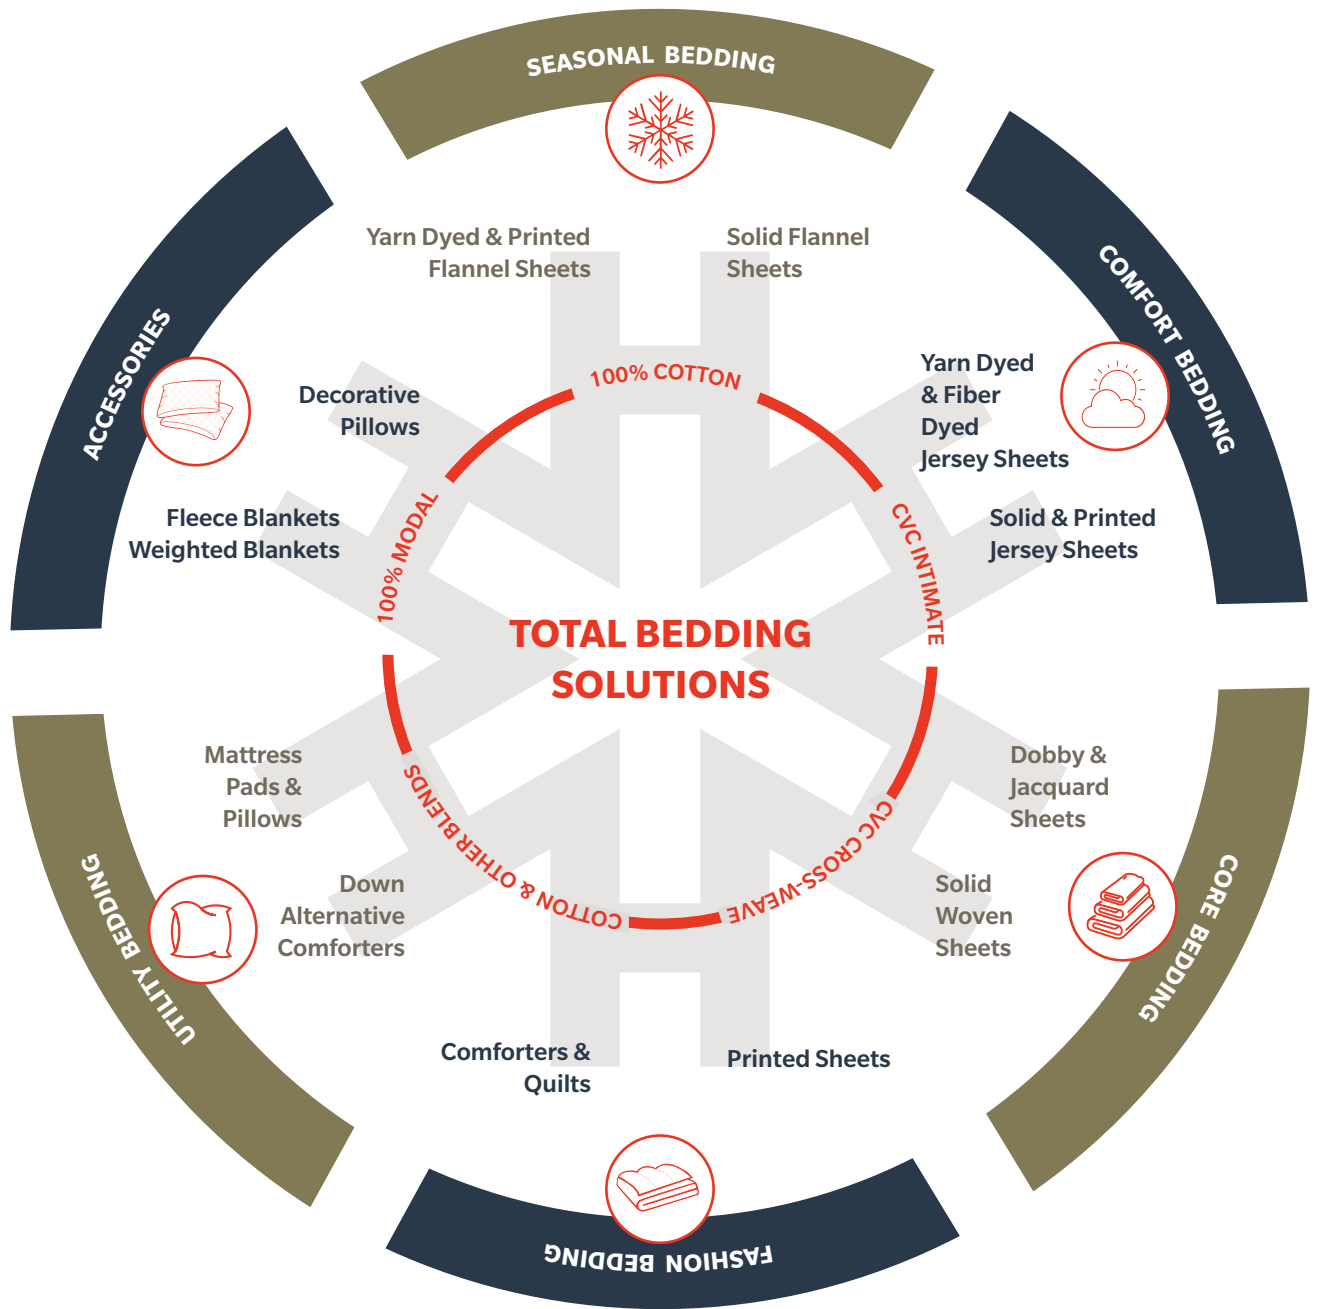 SEASONAL BEDDING
Yarn Dyed & Printed
Flannel Sheets
Solid Flannel
Sheets
COMFORT BEDDING
Yarn Dyed
& Fiber
Dyed
Jersey Sheets
Solid & Printed
Jersey Sheets
CORE BEDDING
Dobby &
Jacquard
Sheets
Solid
Woven
Sheets
FASHION BEDDING
Printed Sheets
Comforters &
Quilts
UTILITY BEDDING
Down
Alternative
Comforters
Mattress
Pads &
Pillows
ACCESSORIES
Fleece Blankets
Weighted Blankets
Decorative
Pillows
100% COTTON
CVC INTIMATE
CVC CROSS-WEAVE
COTTON & OTHER BLENDS
100% MODAL
TOTAL BEDDING
SOLUTIONS